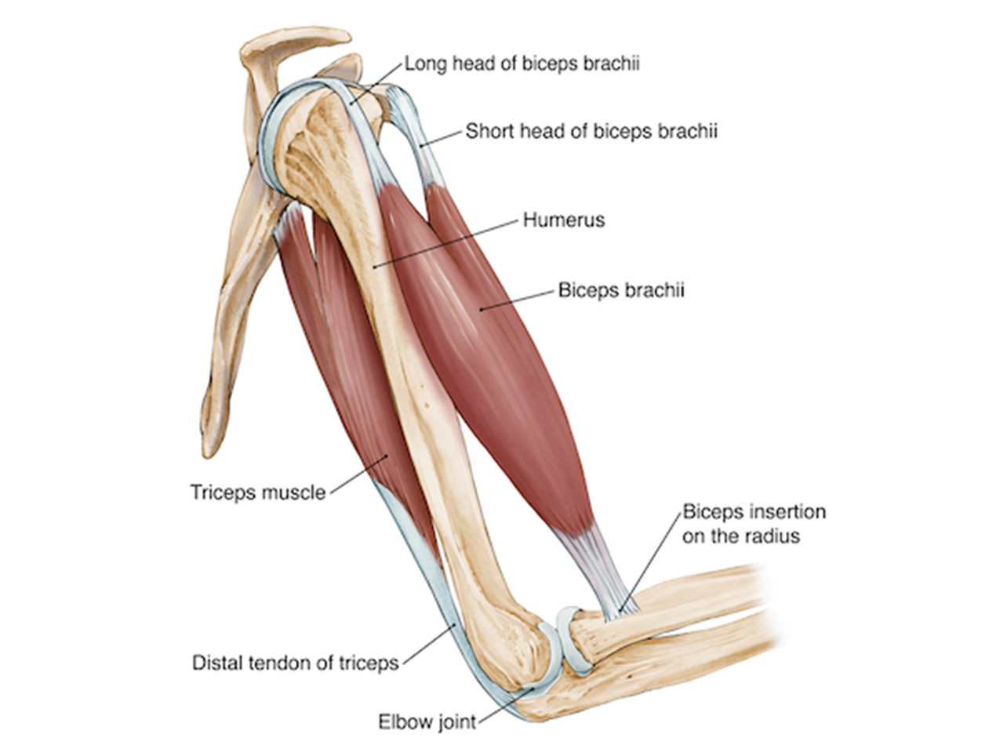 Long head of biceps brachii
Short head of biceps brachii
Humerus
Biceps brachii
Triceps muscle
Biceps insertion
on the radius
Distal tendon of triceps
Elbow joint